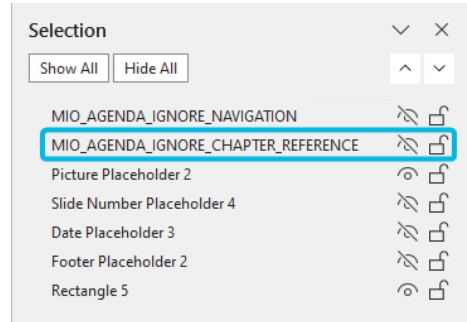 Selection
Show All Hide All
MIO_AGENDA_IGNORE_NAVIGATION
MIO_AGENDA_IGNORE_CHAPTER_REFERENCE
Picture Placeholder 2
Slide Number Placeholder 4
Date Placeholder 3
Footer Placeholder 2
Rectangle 5